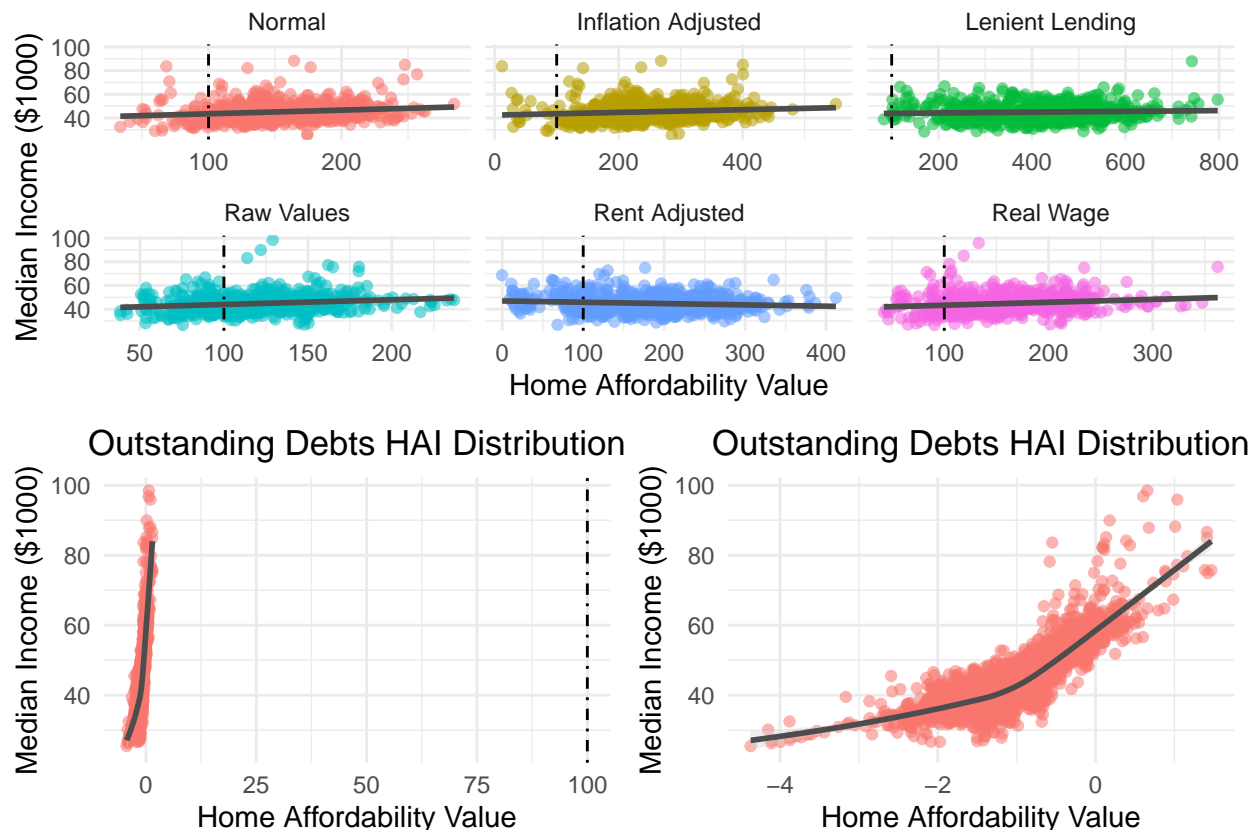 Normal
Inflation Adjusted
Lenient Lending
Median Income ($1000)
100
80
60
40
100 200
0 200 400
200 400 600 800
Raw Values
Rent Adjusted
Real Wage
100
80
60
40
50 100 150 200
0 100 200 300 400
100 200 300
Home Affordability Value
Outstanding Debts HAI Distribution
Median Income ($1000)
100
80
60
40
0 25 50 75 100
Home Affordability Value
Outstanding Debts HAI Distribution
Median Income ($1000)
100
80
60
40
−4 −2 0
Home Affordability Value